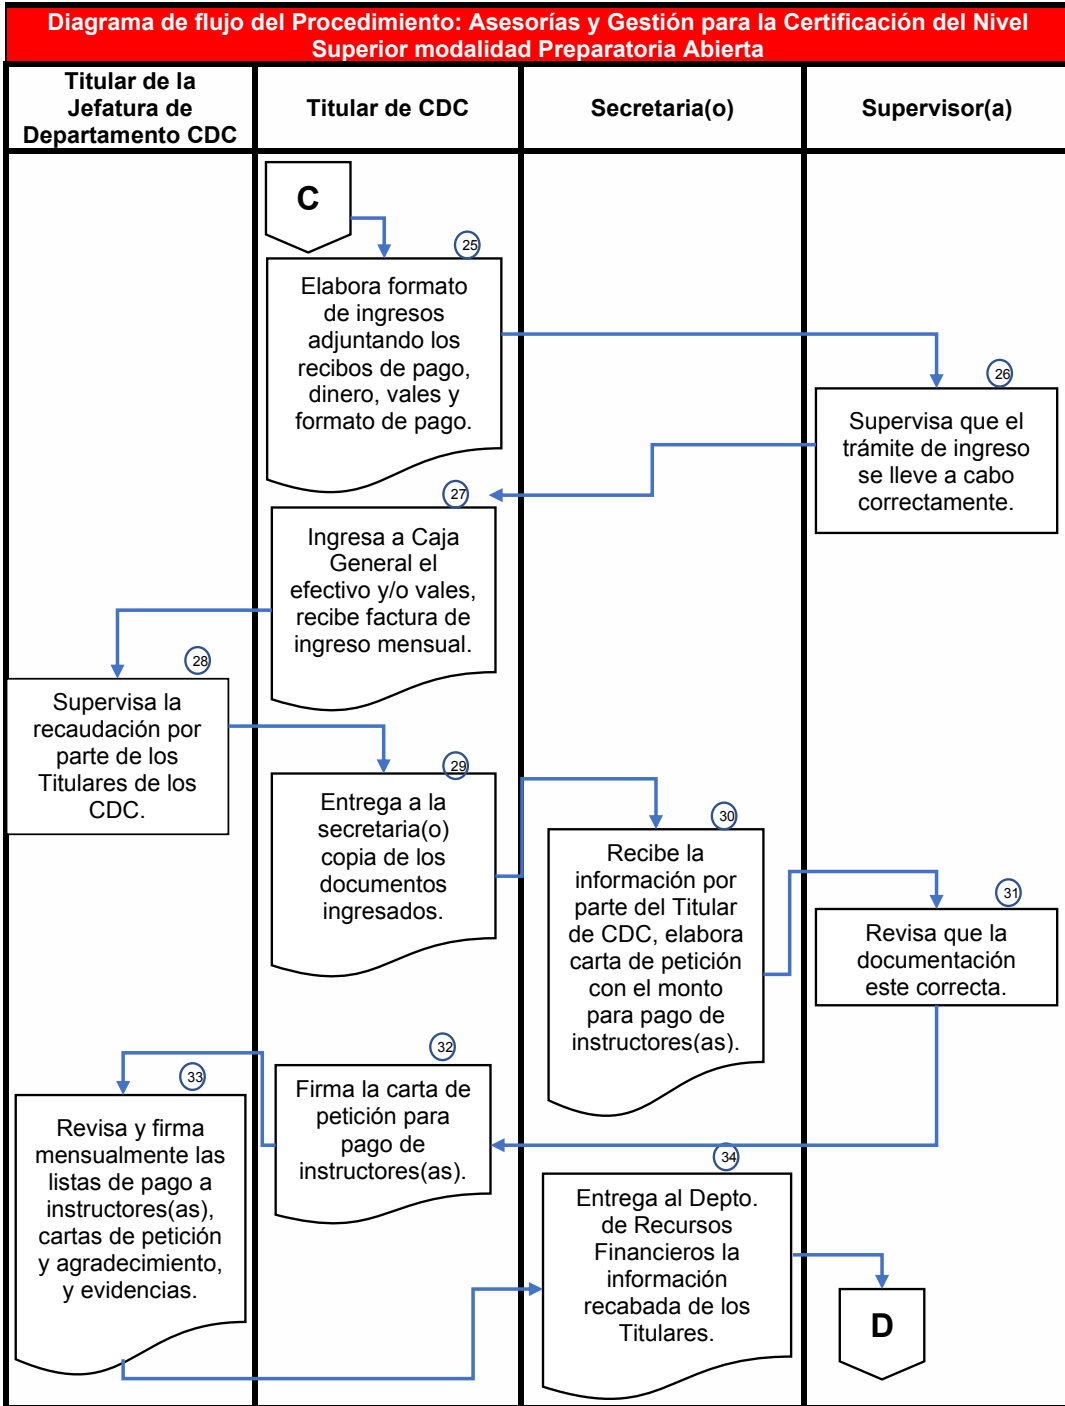 Diagrama de flujo del Procedimiento: Asesorías y Gestión para la Certificación del Nivel
Superior modalidad Preparatoria Abierta
Titular de la
Jefatura de
Departamento CDC
Titular de CDC
Secretaria(o)
Supervisor(a)
C
25
Elabora formato
de ingresos
adjuntando los
recibos de pago,
dinero, vales y
formato de pago.
26
Supervisa que el
trámite de ingreso
se lleve a cabo
correctamente.
27
Ingresa a Caja
General el
efectivo y/o vales,
recibe factura de
ingreso mensual.
28
Supervisa la
recaudación por
parte de los
Titulares de los
CDC.
29
Entrega a la
secretaria(o)
copia de los
documentos
ingresados.
30
Recibe la
información por
parte del Titular
de CDC, elabora
carta de petición
con el monto
para pago de
instructores(as).
31
Revisa que la
documentación
este correcta.
32
Firma la carta de
petición para
pago de
instructores(as).
33
Revisa y firma
mensualmente las
listas de pago a
instructores(as),
cartas de petición
y agradecimiento,
y evidencias.
34
Entrega al Depto.
de Recursos
Financieros la
información
recabada de los
Titulares.
D